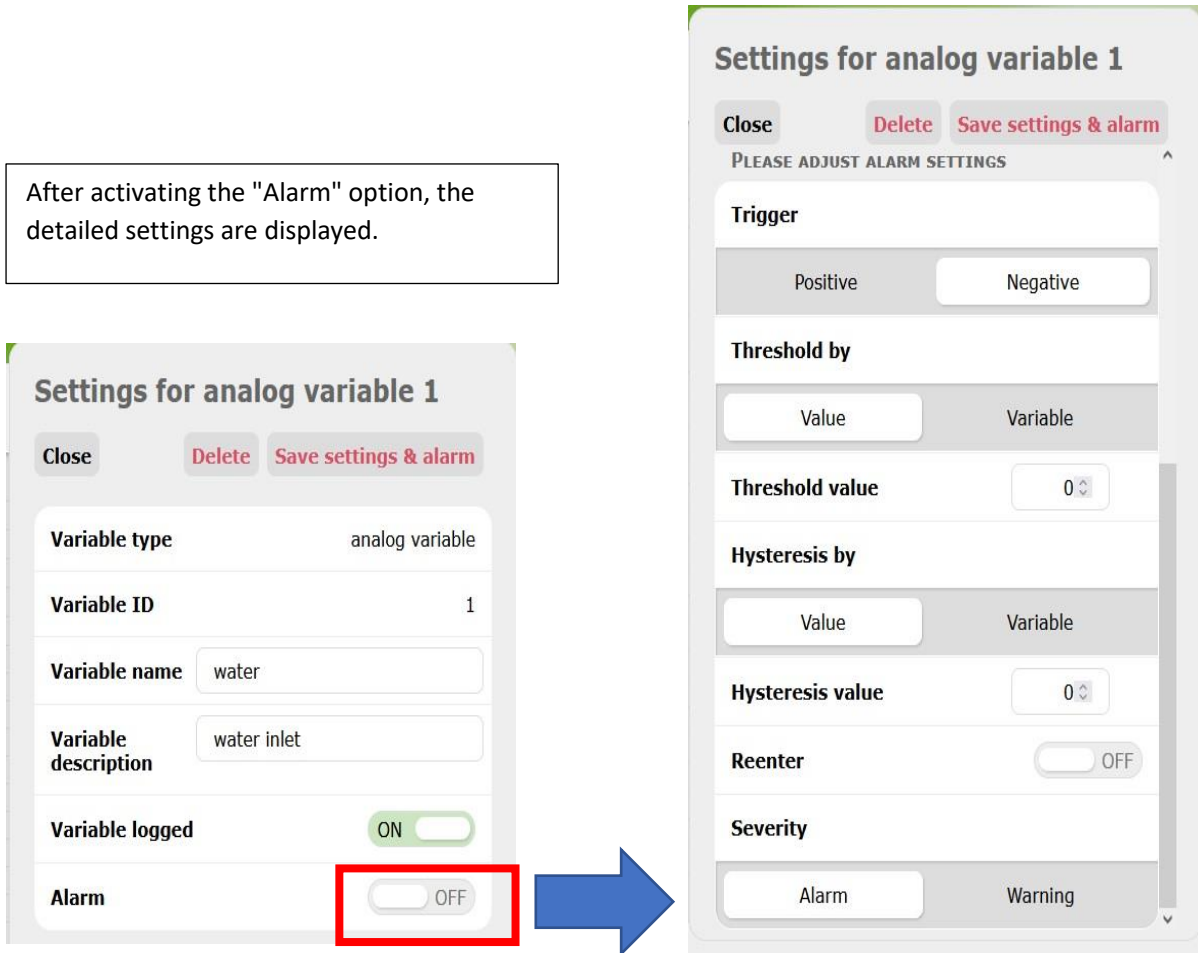 After activating the "Alarm" option, the
detailed settings are displayed.
Settings for analog variable 1
Close Delete Save settings & alarm
Variable type analog variable
Variable ID 1
Variable name water
Variable
description water inlet
Variable logged ON
Alarm OFF
Settings for analog variable 1
Close Delete Save settings & alarm
PLEASE ADJUST ALARM SETTINGS
Trigger
Positive Negative
Threshold by
Value Variable
Threshold value 0
Hysteresis by
Value Variable
Hysteresis value 0
Reenter OFF
Severity
Alarm Warning